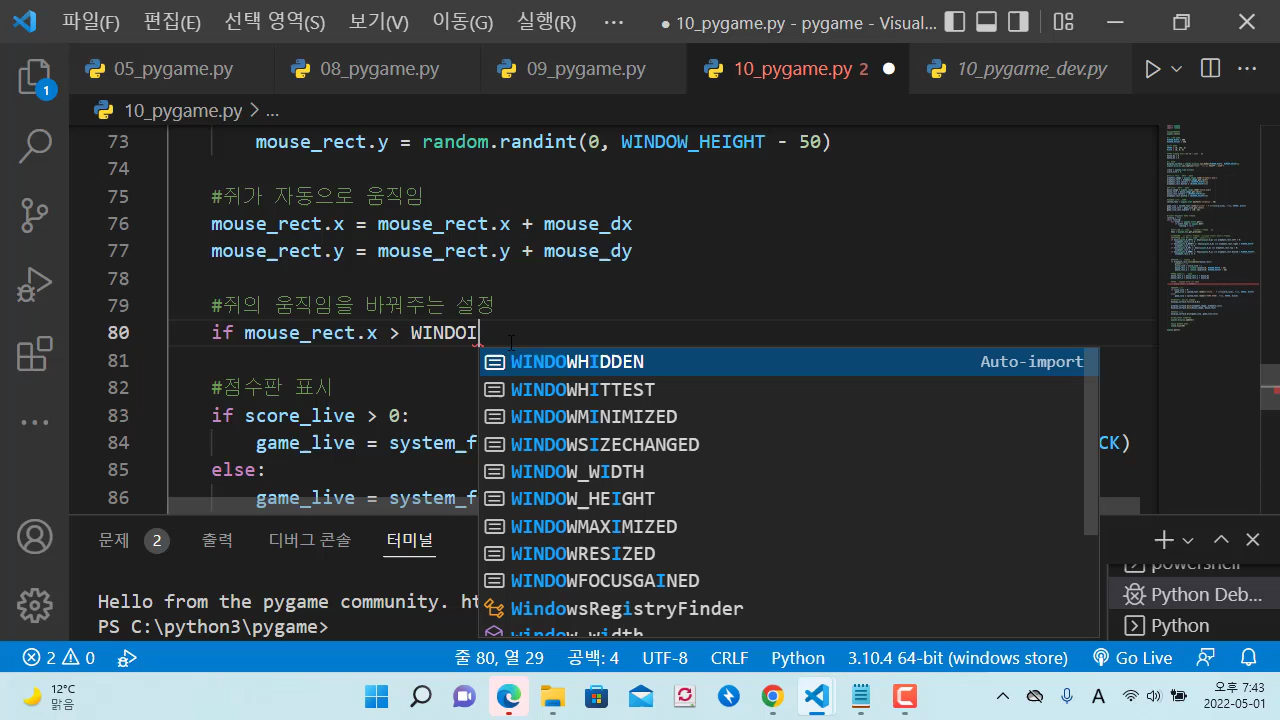 파일(F) 편집(E) 선택 영역(S) 보기(V) 이동(G) 실행(R) ··· ● 10_pygame.py - pygame - Visual...
05_pygame.py 08_pygame.py 09_pygame.py 10_pygame.py 2 ● 10_pygame_dev.py
1
10_pygame.py > ...
73 mouse_rect.y = random.randint(0, WINDOW_HEIGHT - 50)
74
75 #쥐가 자동으로 움직임
76 mouse_rect.x = mouse_rect.x + mouse_dx
77 mouse_rect.y = mouse_rect.y + mouse_dy
78
79 #쥐의 움직임을 바꿔주는 설정
80 if mouse_rect.x > WINDOI
81
WINDOWHIDDEN Auto-import
WINDOWHITTEST
82 #점수판 표시
83 if score_live > 0:
WINDOWMINIMIZED
84 game_live = system_f
WINDOWSIZECHANGED
CK)
85 else:
WINDOW_WIDTH
86 game_live = system_f
WINDOW_HEIGHT
WINDOWMAXIMIZED
WINDOWRESIZED
WINDOWFOCUSGAINED
WindowsRegistryFinder
window_width
문제 2 출력 디버그 콘솔 터미널
powershell
Python Deb...
Python
Hello from the pygame community. ht
PS C:\python3\pygame>
2 0 줄 80, 열 29 공백: 4 UTF-8 CRLF Python 3.10.4 64-bit (windows store) Go Live
12°C
맑음
A 오후 7:43
2022-05-01